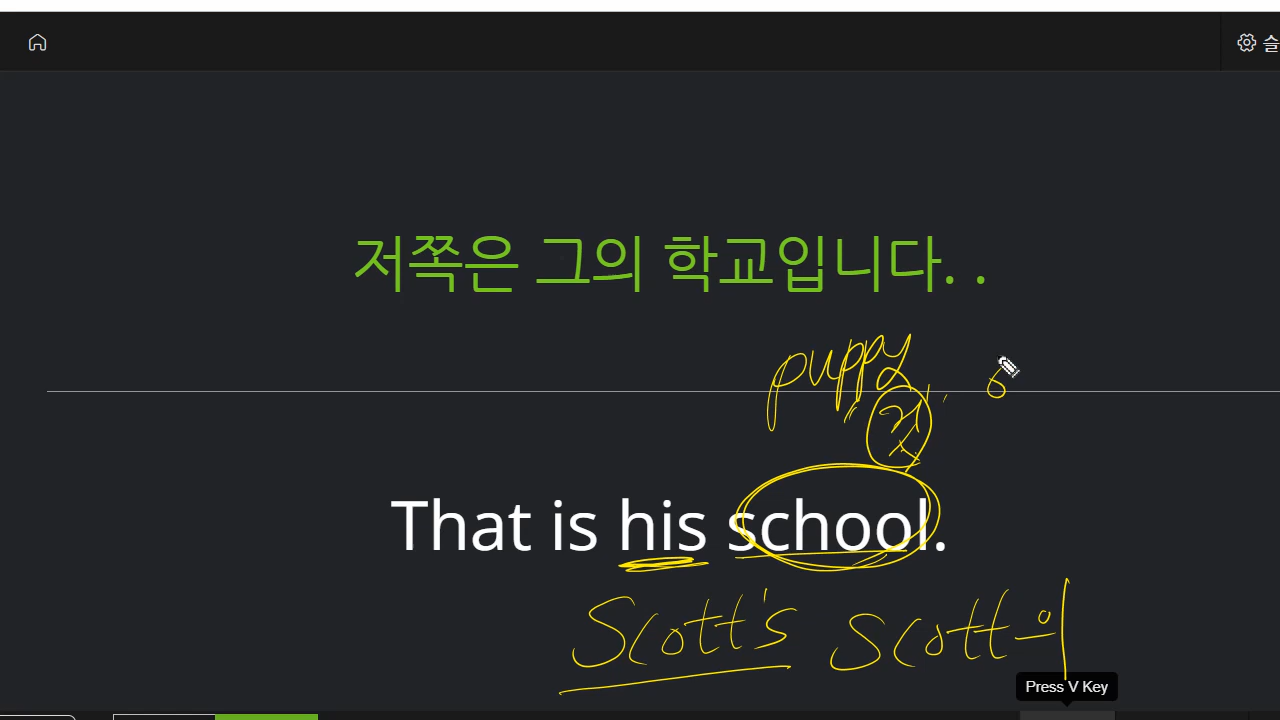 슬
저쪽은 그의 학교입니다. .
puppy
That is his school.
Scott's Scott의
Press V Key